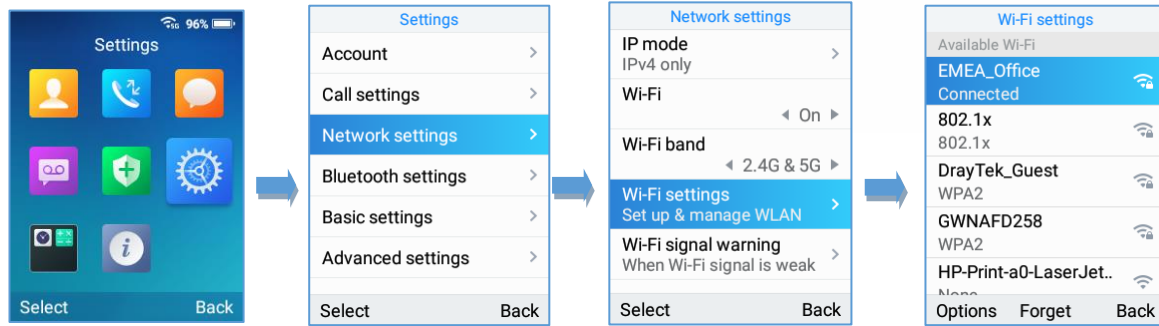 5G 96%
Settings
Select Back
Settings
Account
Call settings
Network settings
Bluetooth settings
Basic settings
Advanced settings
Select Back
Network settings
IP mode
IPv4 only
Wi-Fi
On
Wi-Fi band
2.4G & 5G
Wi-Fi settings
Set up & manage WLAN
Wi-Fi signal warning
When Wi-Fi signal is weak
Select Back
Wi-Fi settings
Available Wi-Fi
EMEA_Office
Connected
802.1x
802.1x
DrayTek_Guest
WPA2
GWNAFD258
WPA2
HP-Print-a0-LaserJet..
None
Options Forget Back